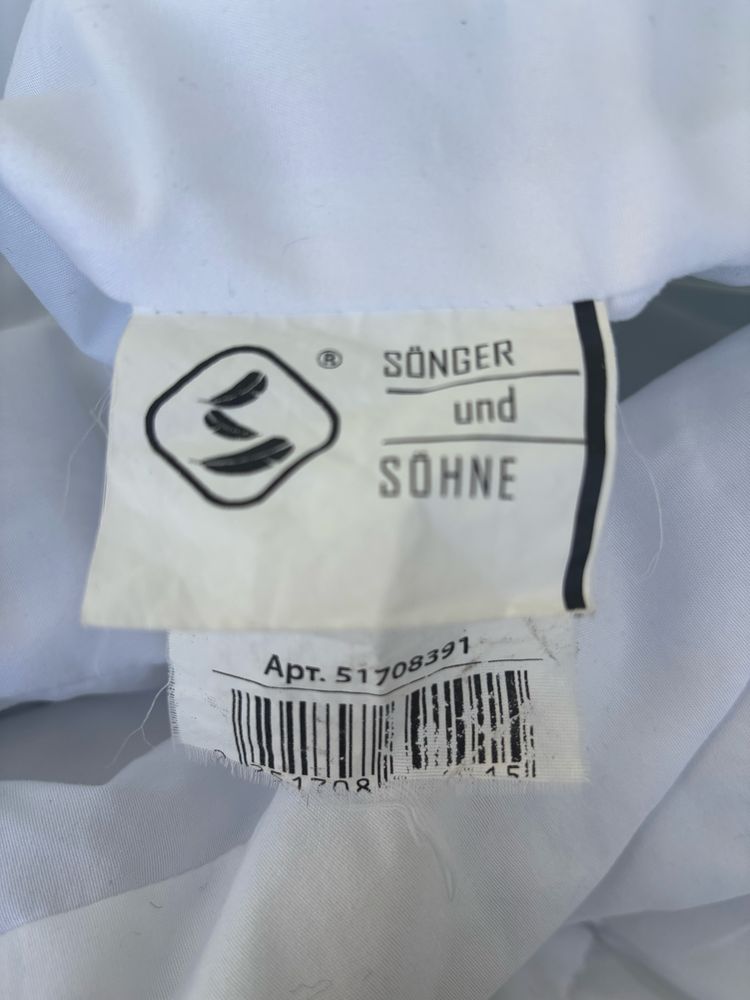 ®
SÖNGER
und
SÖHNE
Арт. 51708391